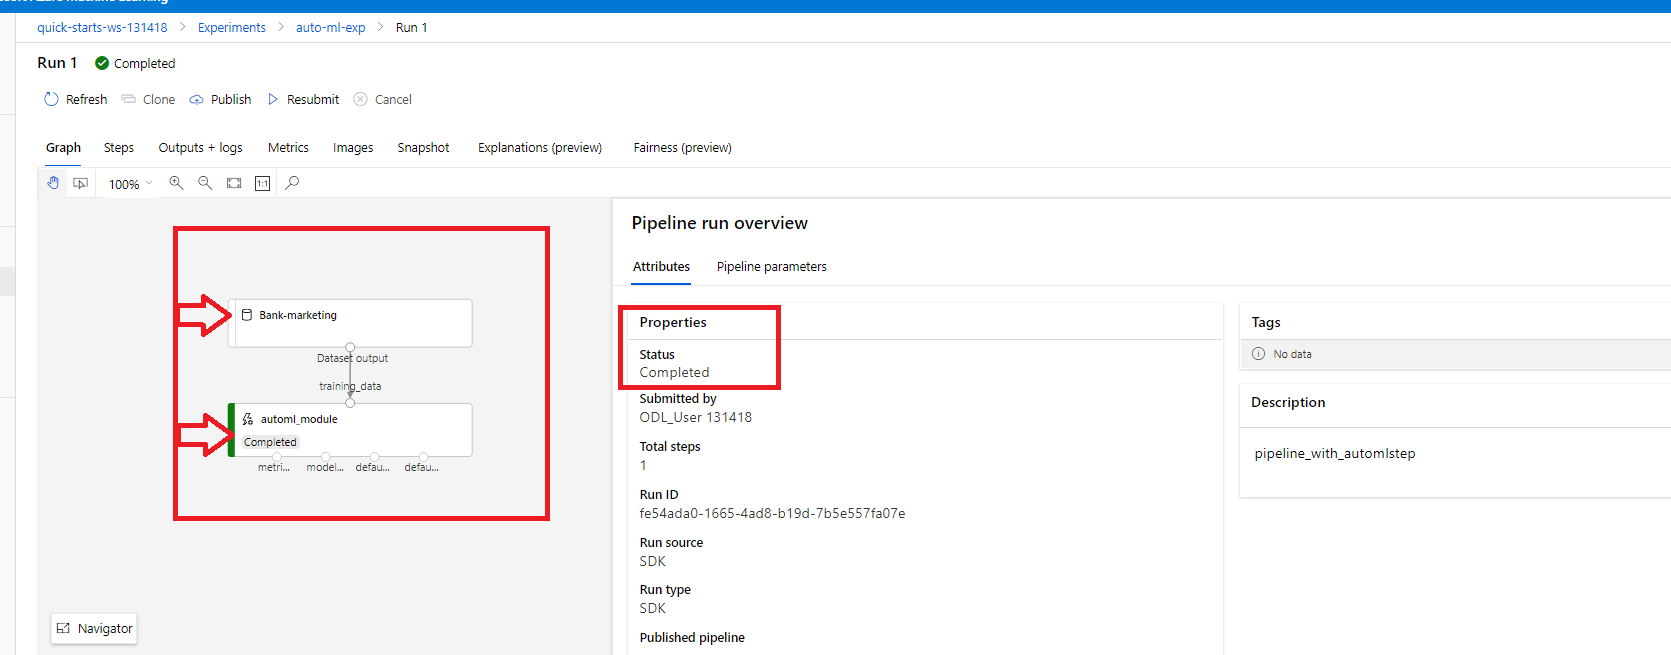 quick-starts-ws-131418 > Experiments > auto-ml-exp > Run 1
Run 1 Completed
Refresh Clone Publish Resubmit Cancel
Graph Steps Outputs + logs Metrics Images Snapshot Explanations (preview) Fairness (preview)
100% 1:1
Bank-marketing
Dataset output
training_data
automl_module
Completed
metri... model... defau... defau...
Navigator
Pipeline run overview
Attributes Pipeline parameters
Properties
Status
Completed
Submitted by
ODL_User 131418
Total steps
1
Run ID
fe54ada0-1665-4ad8-b19d-7b5e557fa07e
Run source
SDK
Run type
SDK
Published pipeline
Tags
No data
Description
pipeline_with_automlstep